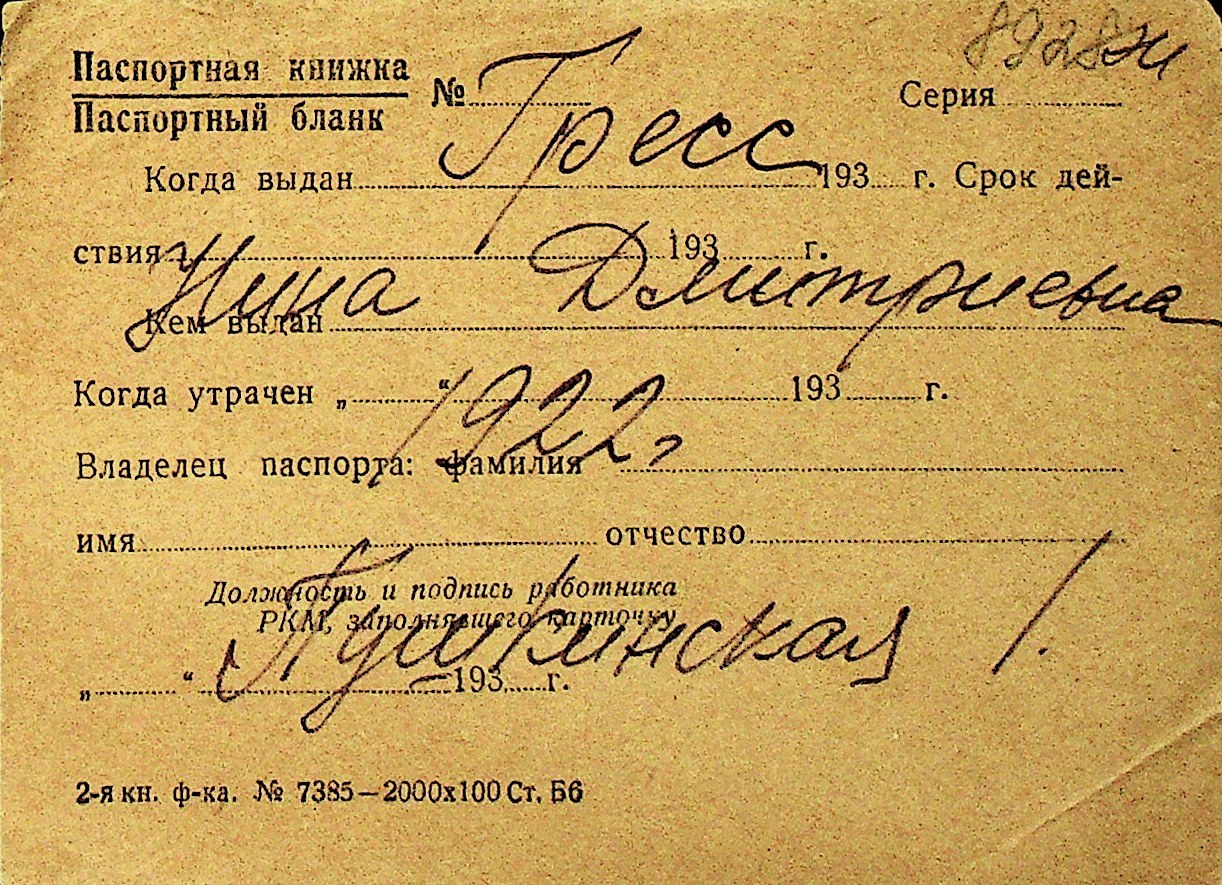 8928Ж
Паспортная книжка
Паспортный бланк
№ Серия
Гресс
Когда выдан 193 г. Срок дей-
ствия 193 г.
Нина Дмитриевна
Кем выдан
Когда утрачен „ “ 193 г.
1922 г.
Владелец паспорта: фамилия
имя отчество
Должность и подпись работника
РКМ, заполнявшего карточку
Пушкинская 1.
„ “ 193 г.
2-я кн. ф-ка. № 7385—2000х100 Ст. Б6